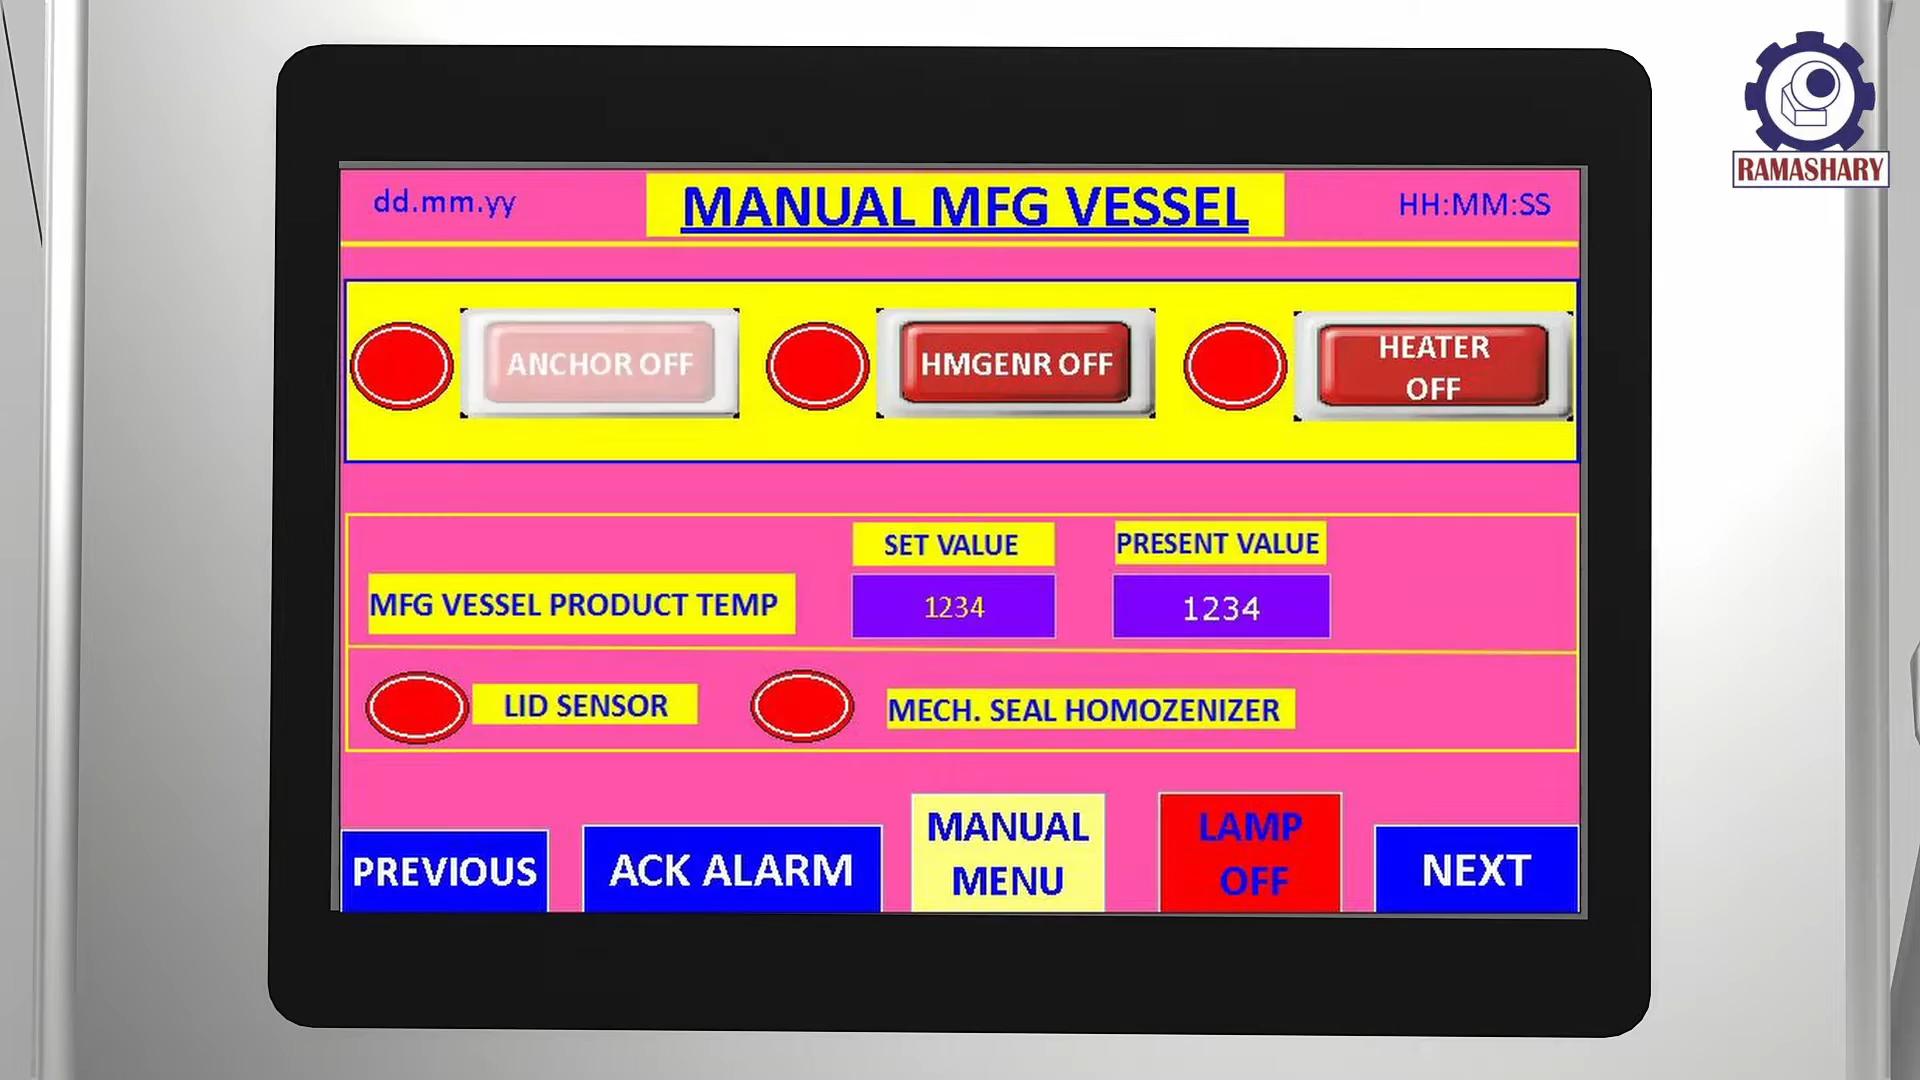 RAMASHARY
dd.mm.yy
MANUAL MFG VESSEL
HH:MM:SS
ANCHOR OFF
HMGENR OFF
HEATER
OFF
SET VALUE
PRESENT VALUE
MFG VESSEL PRODUCT TEMP
1234
1234
LID SENSOR
MECH. SEAL HOMOZENIZER
PREVIOUS
ACK ALARM
MANUAL
MENU
LAMP
OFF
NEXT